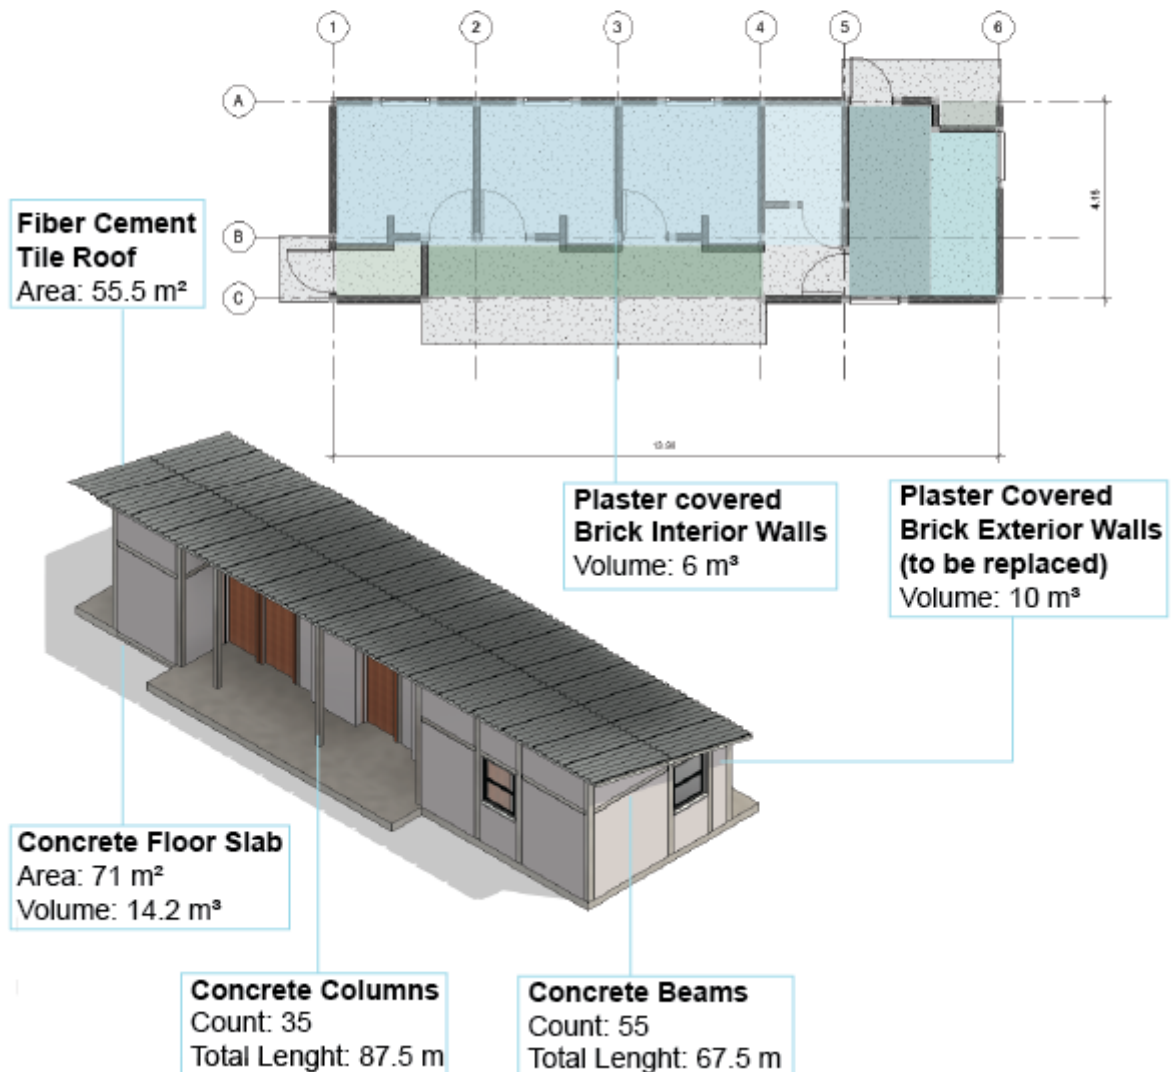 1
2
3
4
5
6
A
B
C
4.15
Fiber Cement
Tile Roof
Area: 55.5 m²
Plaster covered
Brick Interior Walls
Volume: 6 m³
Plaster Covered
Brick Exterior Walls
(to be replaced)
Volume: 10 m³
Concrete Floor Slab
Area: 71 m²
Volume: 14.2 m³
Concrete Columns
Count: 35
Total Lenght: 87.5 m
Concrete Beams
Count: 55
Total Lenght: 67.5 m